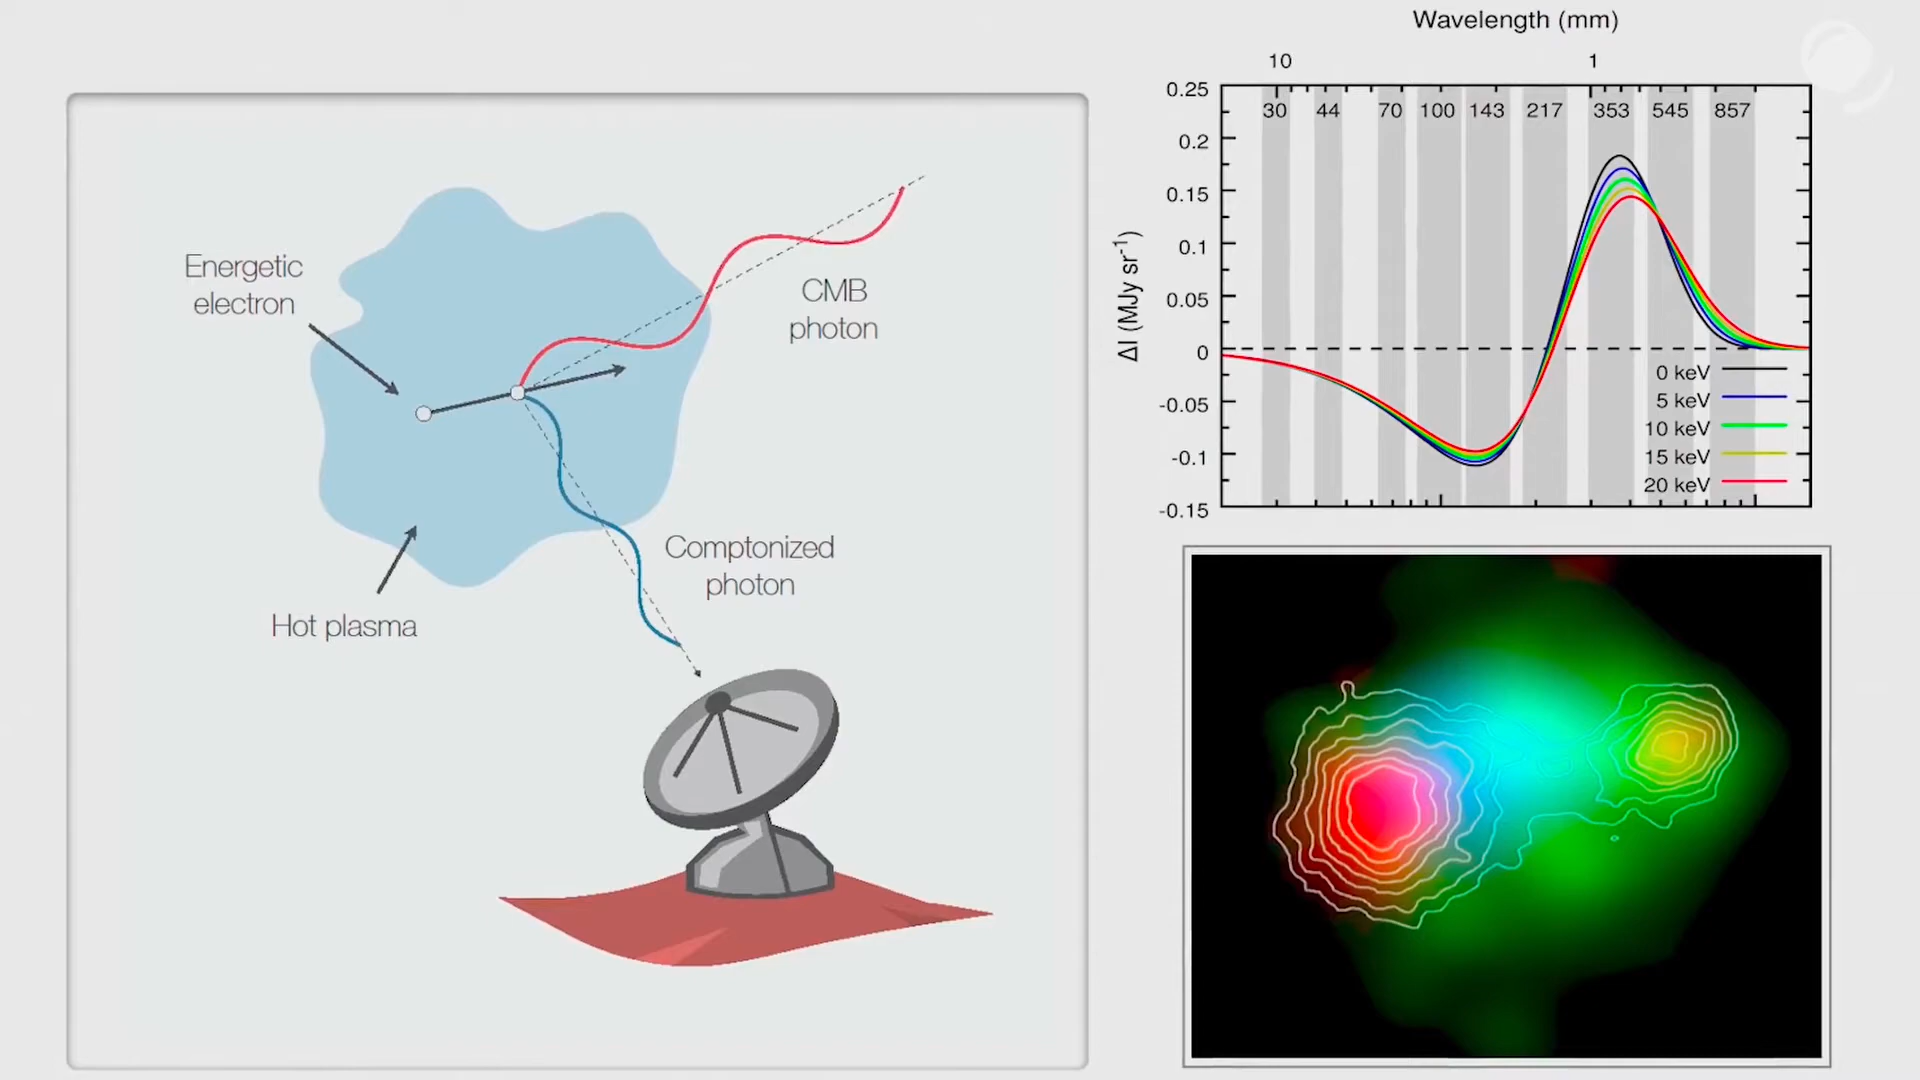 Energetic
electron
CMB
photon
Comptonized
photon
Hot plasma
Wavelength (mm)
10 1
0.25
0.2
0.15
0.1
0.05
0
-0.05
-0.1
-0.15
ΔI (MJy sr⁻¹)
30 44 70 100 143 217 353 545 857
0 keV
5 keV
10 keV
15 keV
20 keV